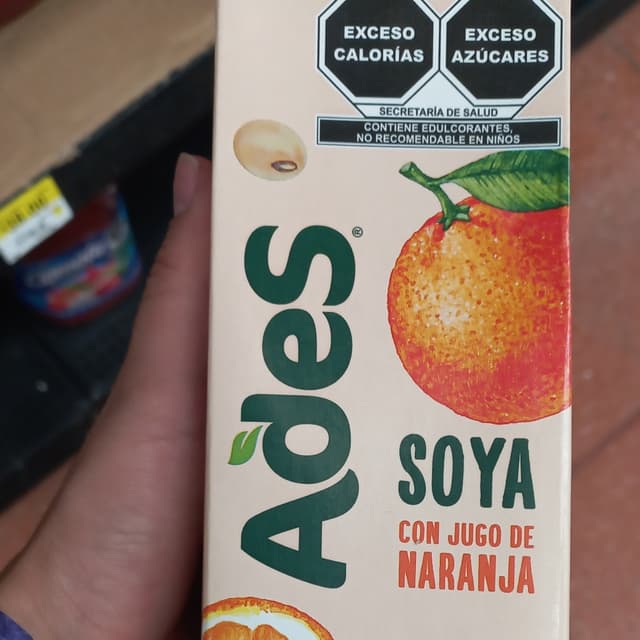 EXCESO
CALORÍAS
EXCESO
AZÚCARES
SECRETARÍA DE SALUD
CONTIENE EDULCORANTES,
NO RECOMENDABLE EN NIÑOS
AdeS®
SOYA
CON JUGO DE
NARANJA